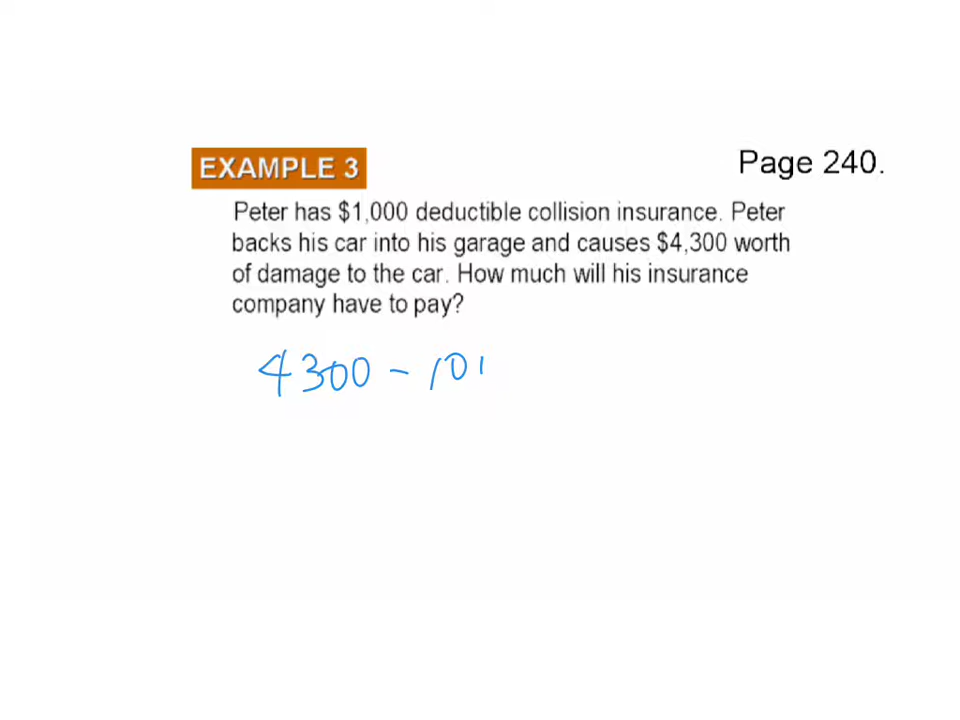 EXAMPLE 3
Page 240.
Peter has $1,000 deductible collision insurance. Peter
backs his car into his garage and causes $4,300 worth
of damage to the car. How much will his insurance
company have to pay?
4300 - 10